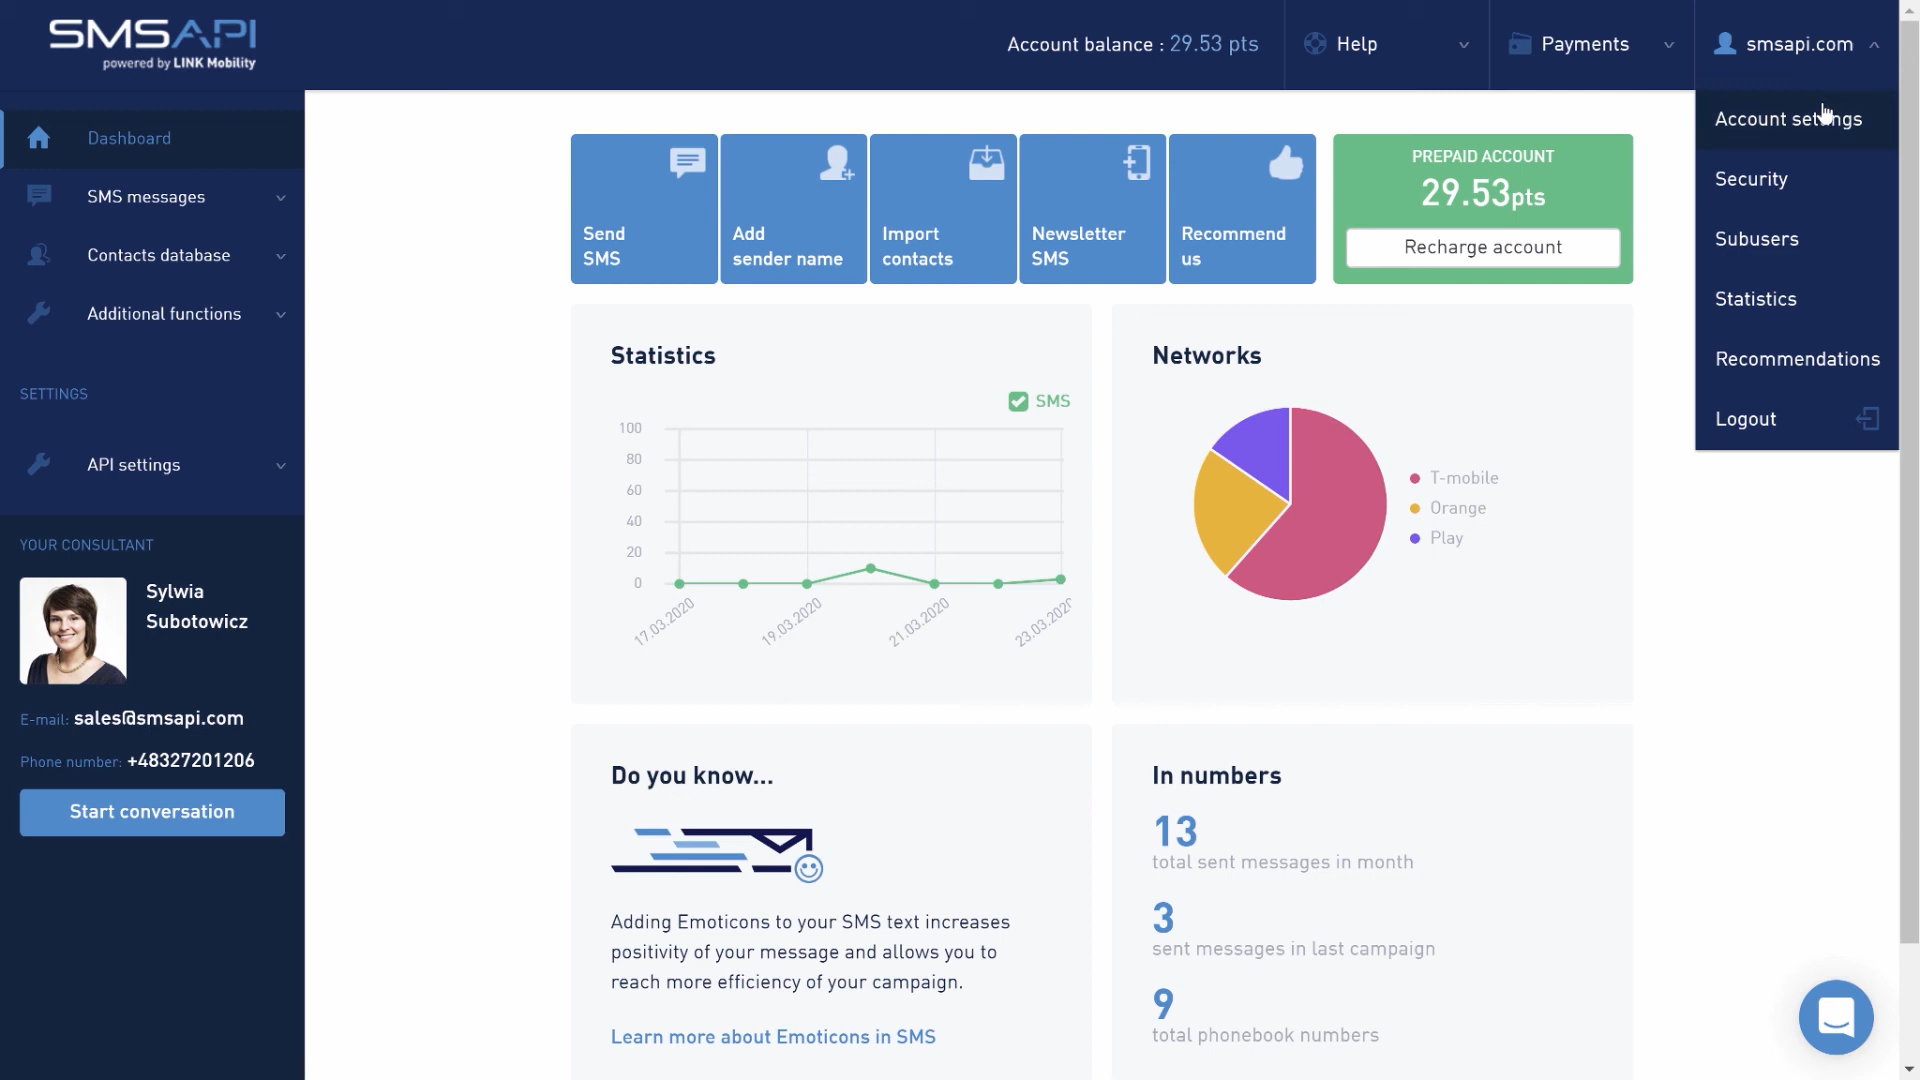 SMSAPI
powered by LINK Mobility
Account balance : 29.53 pts
Help
Payments
smsapi.com
Account settings
Security
Subusers
Statistics
Recommendations
Logout
Dashboard
SMS messages
Contacts database
Additional functions
SETTINGS
API settings
YOUR CONSULTANT
Sylwia
Subotowicz
E-mail: sales@smsapi.com
Phone number: +48327201206
Start conversation
Send
SMS
Add
sender name
Import
contacts
Newsletter
SMS
Recommend
us
PREPAID ACCOUNT
29.53pts
Recharge account
Statistics
SMS
100
80
60
40
20
0
17.03.2020
19.03.2020
21.03.2020
23.03.2020
Networks
T-mobile
Orange
Play
Do you know...
Adding Emoticons to your SMS text increases
positivity of your message and allows you to
reach more efficiency of your campaign.
Learn more about Emoticons in SMS
In numbers
13
total sent messages in month
3
sent messages in last campaign
9
total phonebook numbers